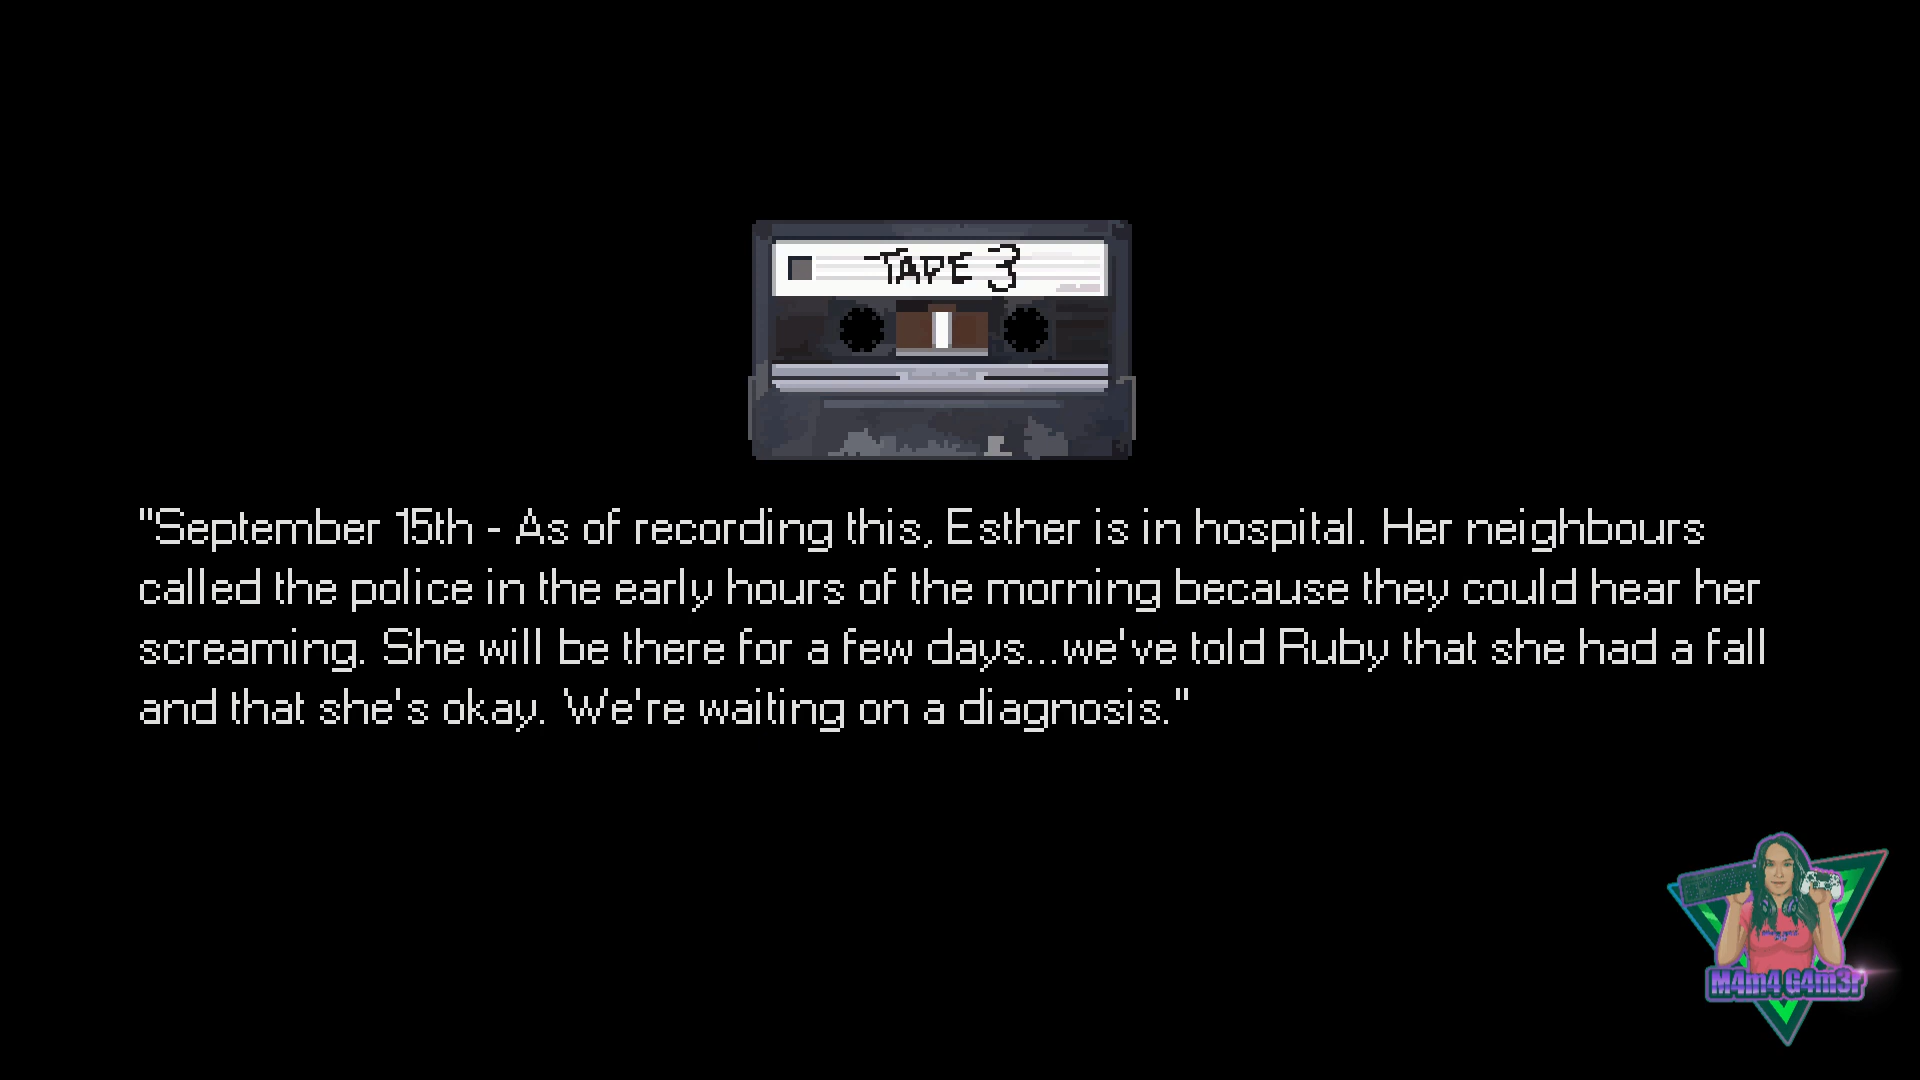 TAPE 3
"September 15th - As of recording this, Esther is in hospital. Her neighbours
called the police in the early hours of the morning because they could hear her
screaming. She will be there for a few days...we've told Ruby that she had a fall
and that she's okay. We're waiting on a diagnosis."
M4m4 G4m3r